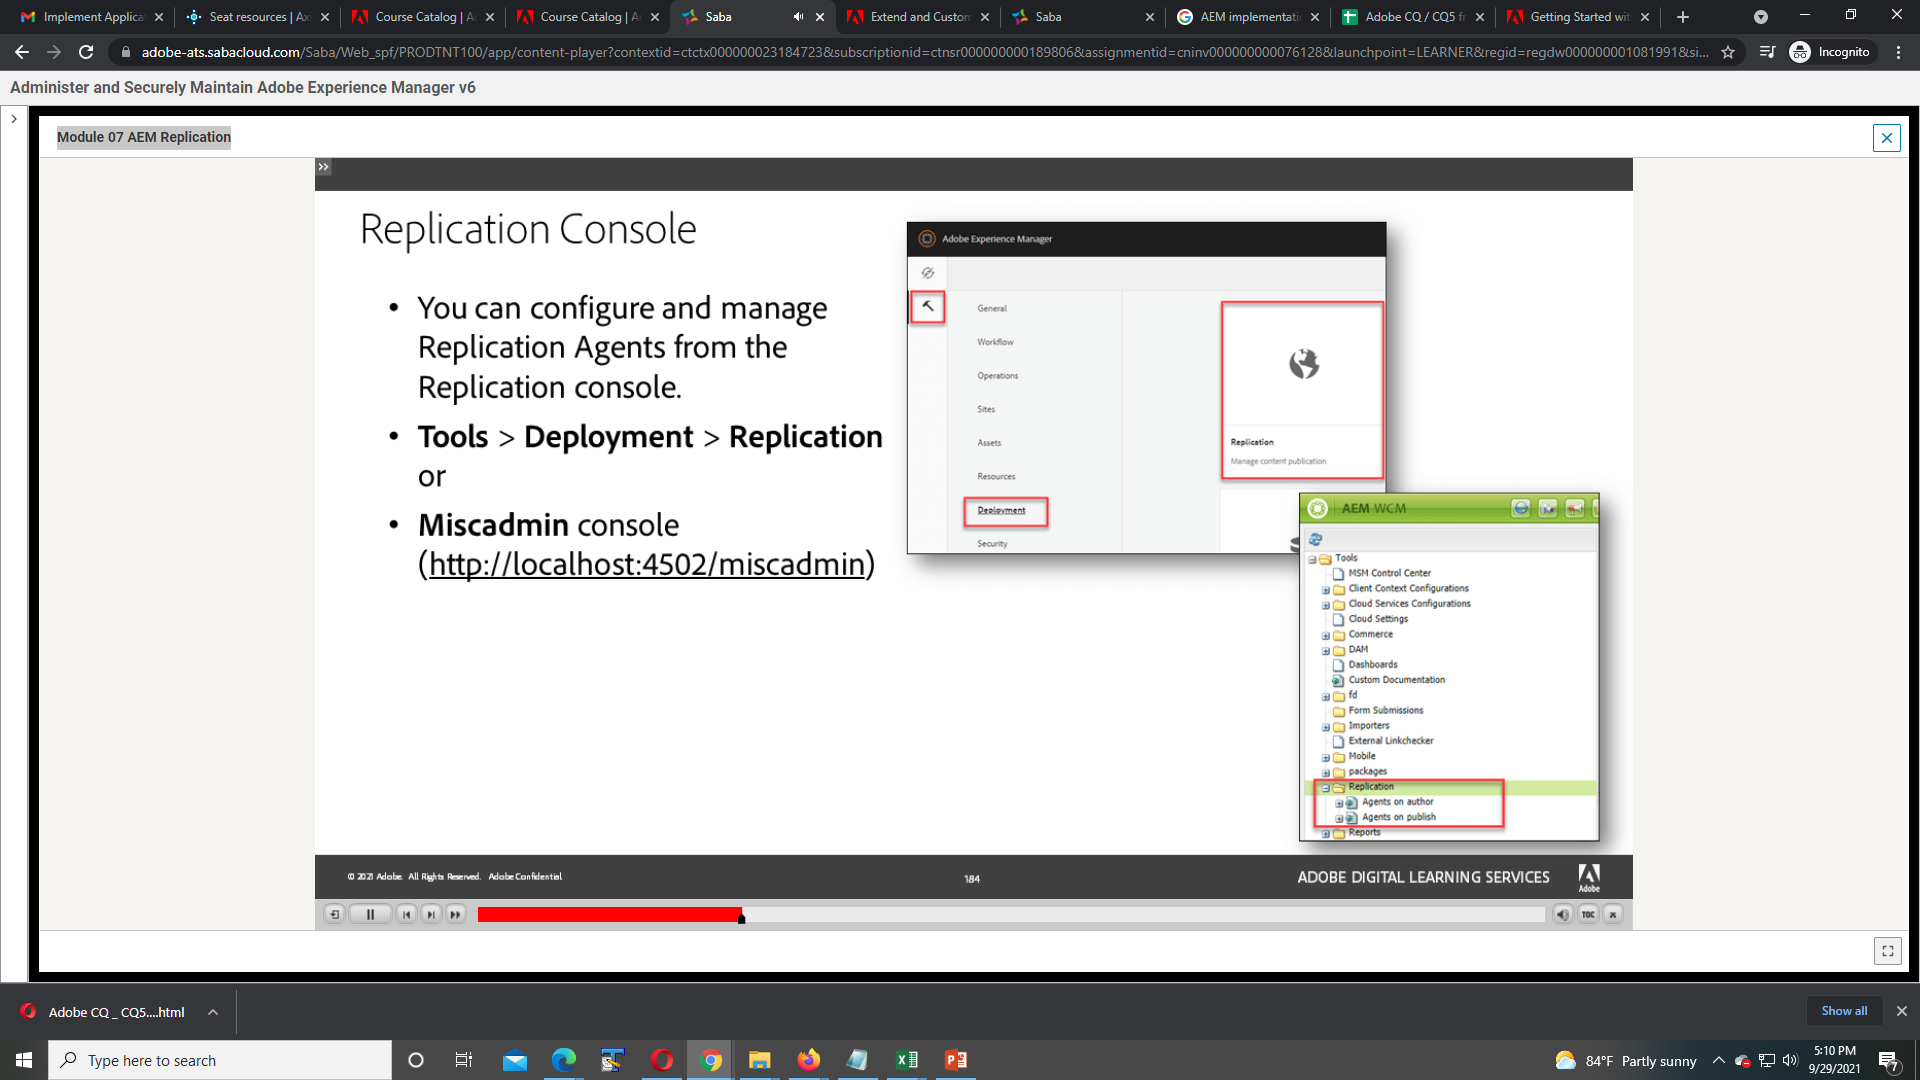 Implement Applica
Seat resources | Ax
Course Catalog | A
Course Catalog | A
Saba
Extend and Custom
Saba
AEM implementati
Adobe CQ / CQ5 fr
Getting Started wit
adobe-ats.sabacloud.com/Saba/Web_spf/PRODTNT100/app/content-player?contextid=ctctx000000023184723&subscriptionid=ctnsr000000000189806&assignmentid=cninv000000000076128&launchpoint=LEARNER&regid=regdw000000001081991&si...
Incognito
Administer and Securely Maintain Adobe Experience Manager v6
Module 07 AEM Replication
Replication Console
• You can configure and manage
Replication Agents from the
Replication console.
• Tools > Deployment > Replication
or
• Miscadmin console
(http://localhost:4502/miscadmin)
Adobe Experience Manager
General
Workflow
Operations
Sites
Assets
Resources
Deployment
Security
Replication
Manage content publication
AEM WCM
Tools
MSM Control Center
Client Context Configurations
Cloud Services Configurations
Cloud Settings
Commerce
DAM
Dashboards
Custom Documentation
fd
Form Submissions
Importers
External Linkchecker
Mobile
packages
Replication
Agents on author
Agents on publish
Reports
© 2021 Adobe. All Rights Reserved. Adobe Confidential
184
ADOBE DIGITAL LEARNING SERVICES
Adobe
TOC
Adobe CQ _ CQ5....html
Show all
Type here to search
84°F Partly sunny
5:10 PM
9/29/2021
7